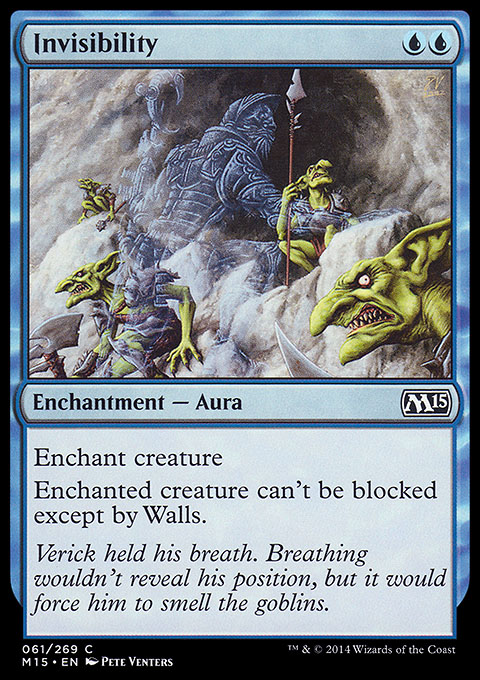 Invisibility
Enchantment — Aura
M15
Enchant creature
Enchanted creature can't be blocked
except by Walls.
Verick held his breath. Breathing
wouldn't reveal his position, but it would
force him to smell the goblins.
061/269 C
M15 • EN Pete Venters
™ & © 2014 Wizards of the Coast